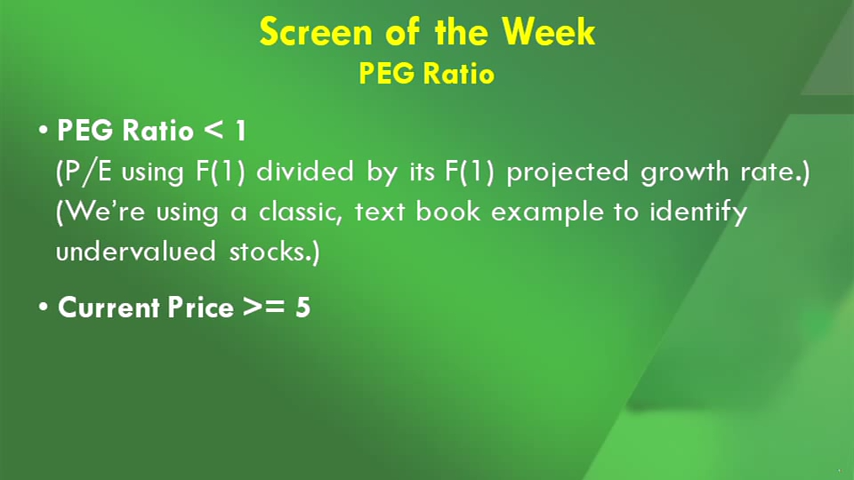 Screen of the Week
PEG Ratio
• PEG Ratio < 1
(P/E using F(1) divided by its F(1) projected growth rate.)
(We're using a classic, text book example to identify
undervalued stocks.)
• Current Price >= 5